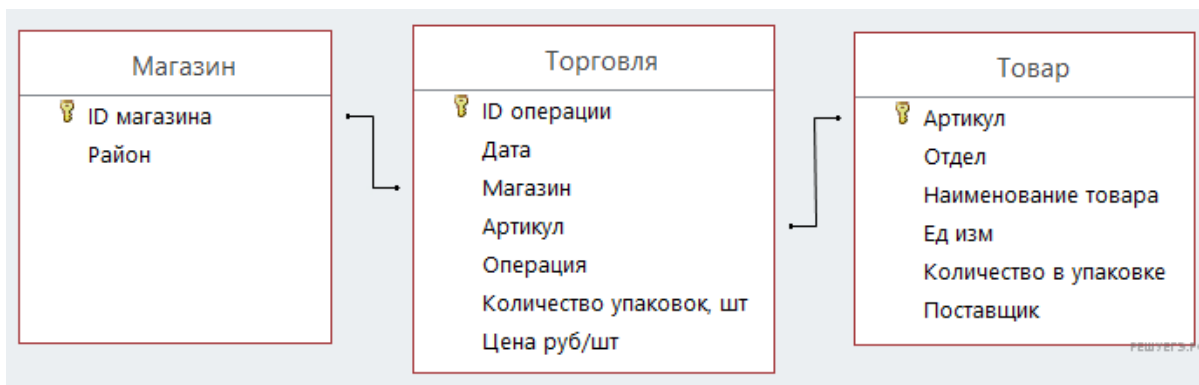 Магазин
ID магазина
Район
Торговля
ID операции
Дата
Магазин
Артикул
Операция
Количество упаковок, шт
Цена руб/шт
Товар
Артикул
Отдел
Наименование товара
Ед изм
Количество в упаковке
Поставщик